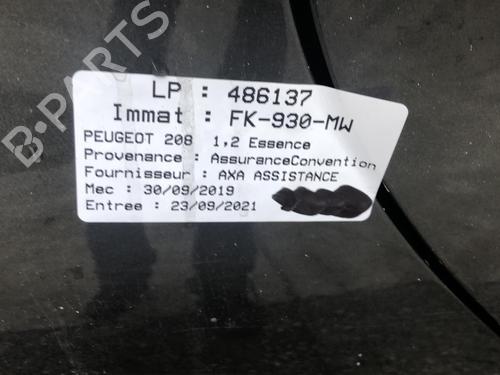 LP : 486137
Immat : FK-930-MW
PEUGEOT 208 1,2 Essence
Provenance : AssuranceConvention
Fournisseur : AXA ASSISTANCE
Mec : 30/09/2019
Entree : 23/09/2021
B-PARTS